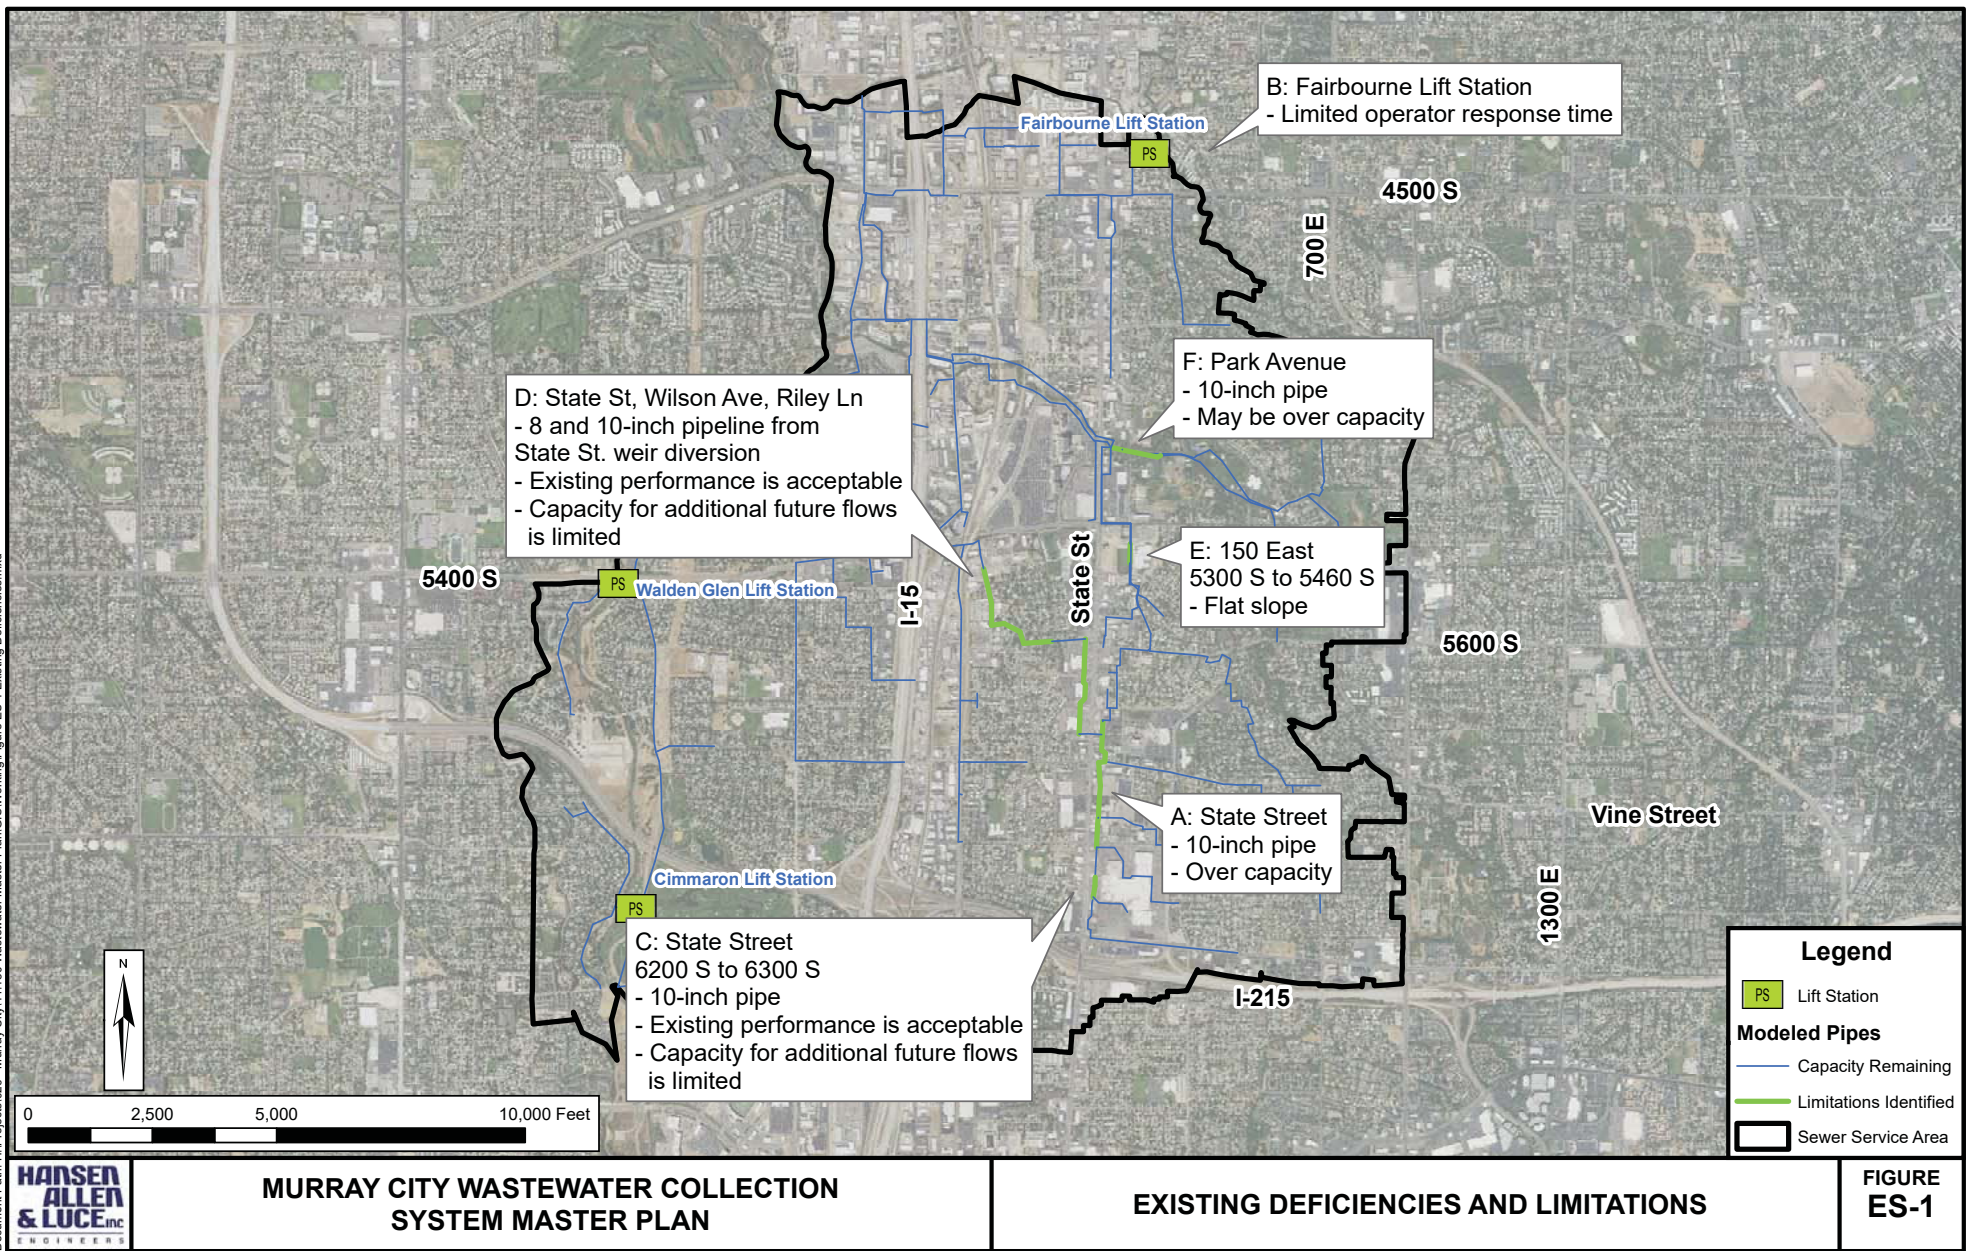 B: Fairbourne Lift Station
- Limited operator response time
Fairbourne Lift Station
PS
4500 S
700 E
F: Park Avenue
- 10-inch pipe
- May be over capacity
D: State St, Wilson Ave, Riley Ln
- 8 and 10-inch pipeline from
State St. weir diversion
- Existing performance is acceptable
- Capacity for additional future flows
is limited
E: 150 East
5300 S to 5460 S
- Flat slope
State St
I-15
5400 S
PS
Walden Glen Lift Station
5600 S
A: State Street
- 10-inch pipe
- Over capacity
Vine Street
1300 E
Cimmaron Lift Station
PS
C: State Street
6200 S to 6300 S
- 10-inch pipe
- Existing performance is acceptable
- Capacity for additional future flows
is limited
I-215
N
0 2,500 5,000 10,000 Feet
Legend
PS Lift Station
Modeled Pipes
Capacity Remaining
Limitations Identified
Sewer Service Area
HANSEN
ALLEN
& LUCE INC
ENGINEERS
MURRAY CITY WASTEWATER COLLECTION
SYSTEM MASTER PLAN
EXISTING DEFICIENCIES AND LIMITATIONS
FIGURE
ES-1